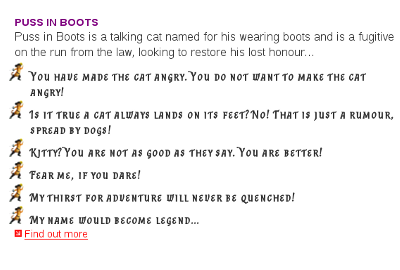 PUSS IN BOOTS
Puss in Boots is a talking cat named for his wearing boots and is a fugitive
on the run from the law, looking to restore his lost honour...
You have made the cat angry. You do not want to make the cat
angry!
Is it true a cat always lands on its feet? No! That is just a rumour,
spread by dogs!
Kitty? You are not as good as they say. You are better!
Fear me, if you dare!
My thirst for adventure will never be quenched!
My name would become legend...
Find out more